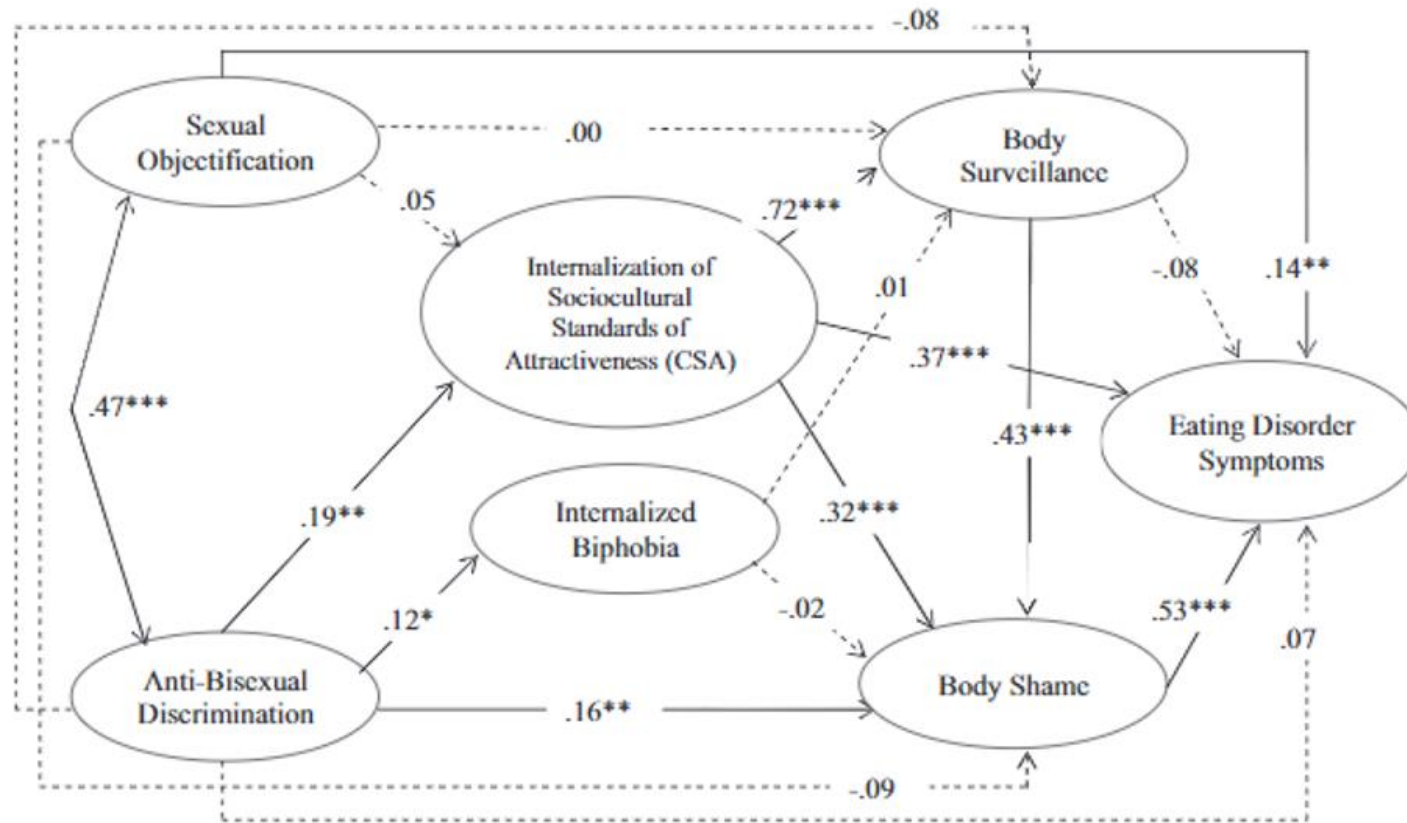 -.08
Sexual
Objectification
.00
Body
Surveillance
.05
.72***
Internalization of
Sociocultural
Standards of
Attractiveness (CSA)
.01
-.08
.14**
.37***
.47***
.43***
Eating Disorder
Symptoms
.19**
Internalized
Biphobia
.32***
.12*
-.02
.53***
.07
Anti-Bisexual
Discrimination
.16**
Body Shame
-.09